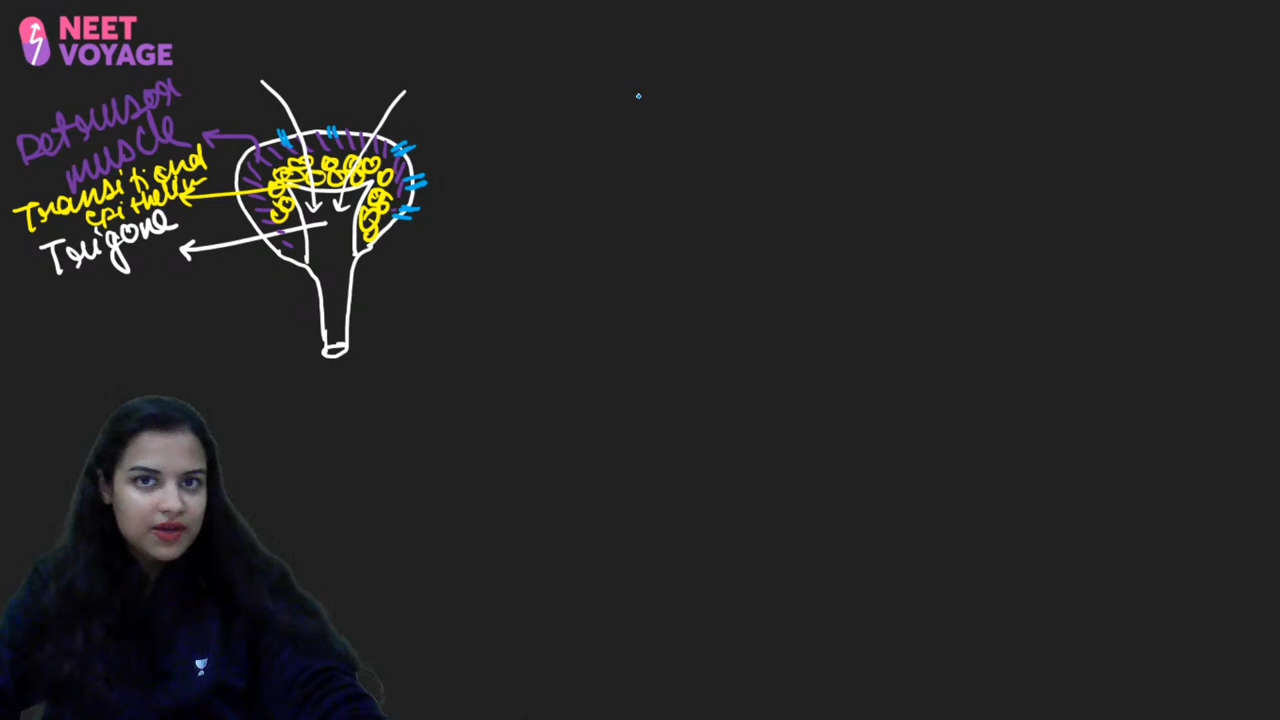 NEET
VOYAGE
Detrusor
muscle
Transitional
epithelium
Trigone